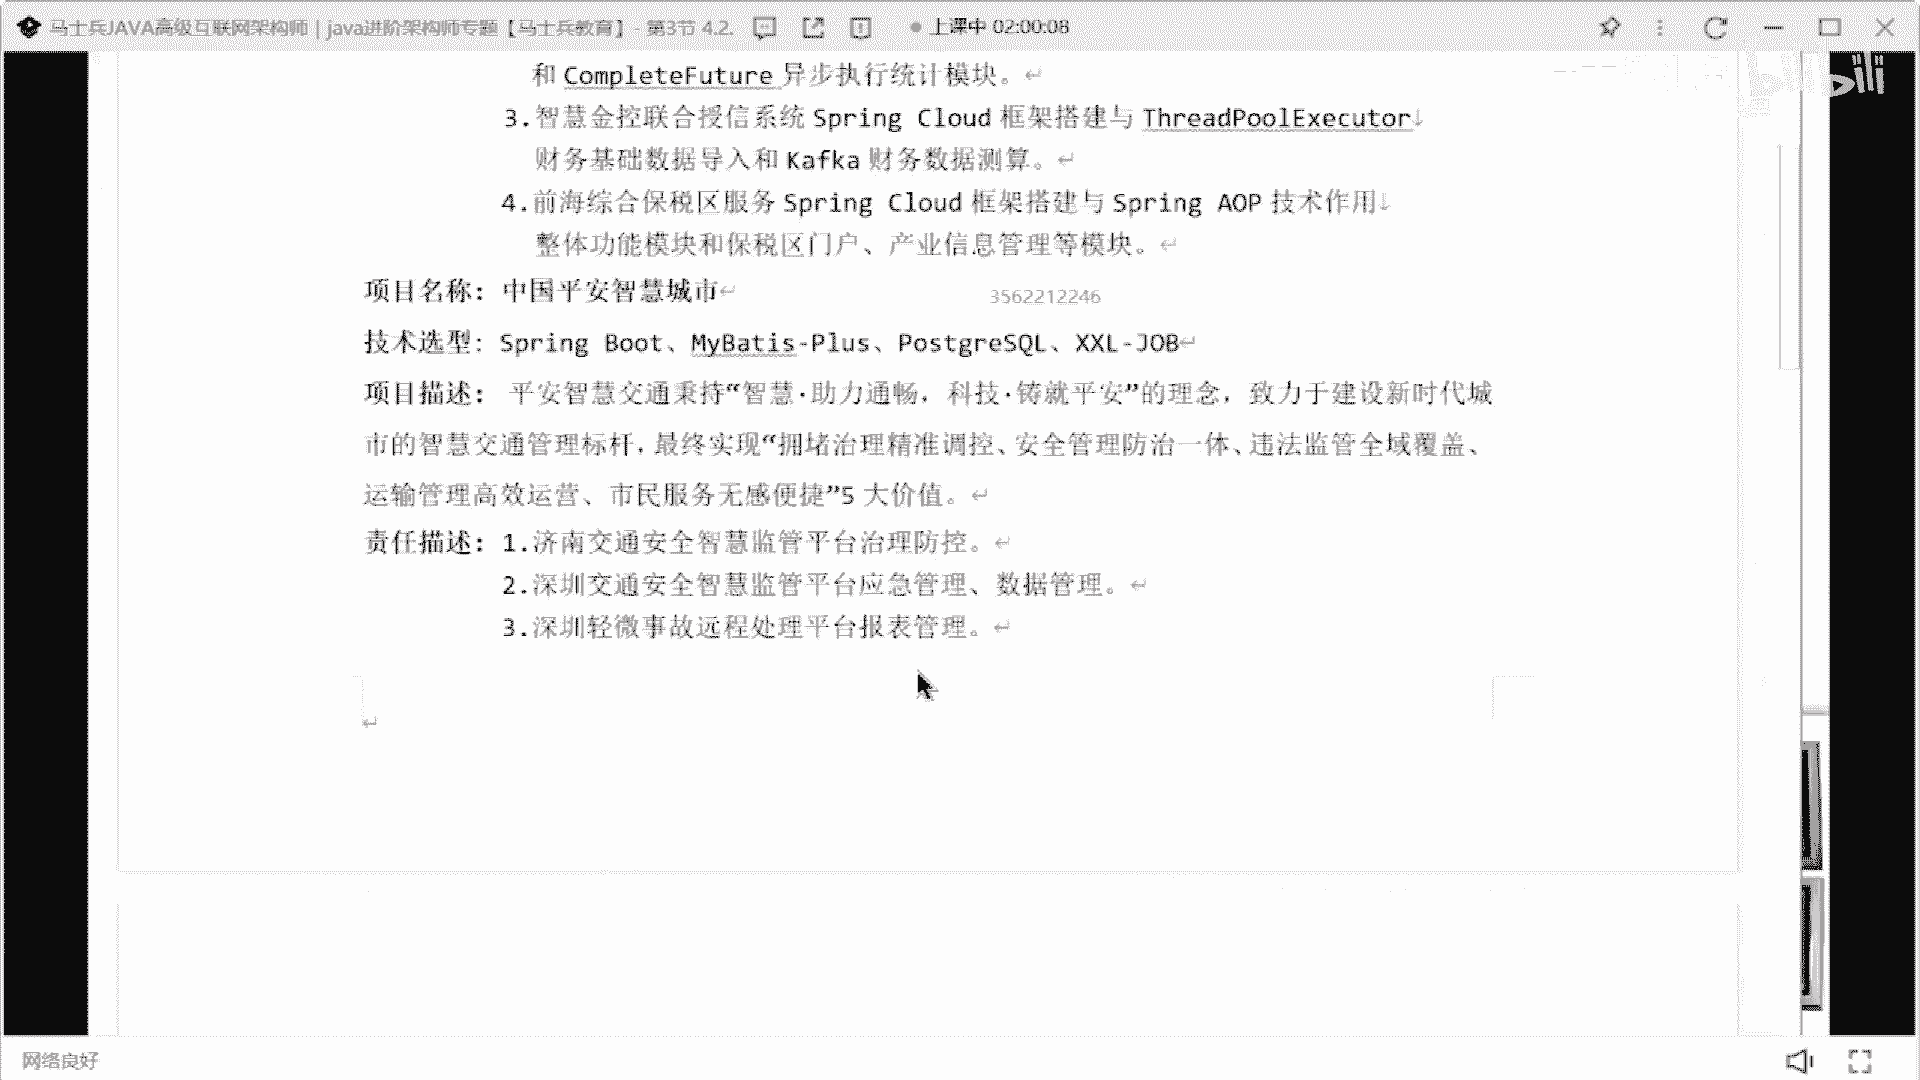 马士兵JAVA高级互联网架构师｜java进阶架构师专题【马士兵教育】 - 第3节 4.2.
上课中 02:00:08
bilibili
和 CompleteFuture 异步执行统计模块。
3.智慧金控联合授信系统 Spring Cloud 框架搭建与 ThreadPoolExecutor
财务基础数据导入和 Kafka 财务数据测算。
4.前海综合保税区服务 Spring Cloud 框架搭建与 Spring AOP 技术作用
整体功能模块和保税区门户、产业信息管理等模块。
项目名称：中国平安智慧城市
3562212246
技术选型: Spring Boot、MyBatis-Plus、PostgreSQL、XXL-JOB
项目描述： 平安智慧交通秉持“智慧·助力通畅，科技·铸就平安”的理念，致力于建设新时代城
市的智慧交通管理标杆，最终实现“拥堵治理精准调控、安全管理防治一体、违法监管全域覆盖、
运输管理高效运营、市民服务无感便捷”5 大价值。
责任描述：1.济南交通安全智慧监管平台治理防控。
2.深圳交通安全智慧监管平台应急管理、数据管理。
3.深圳轻微事故远程处理平台报表管理。
网络良好